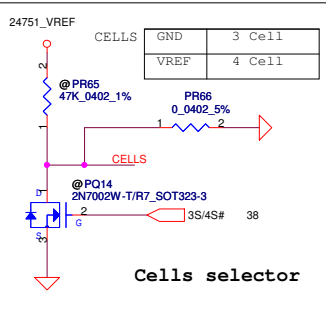 24751_VREF
CELLS GND 3 Cell
VREF 4 Cell
2
@PR65
47K_0402_1%
PR66
0_0402_5%
1 2
1
CELLS
@PQ14
2N7002W-T/R7_SOT323-3
D 1
2
G
3S/4S# 38
S
3
Cells selector